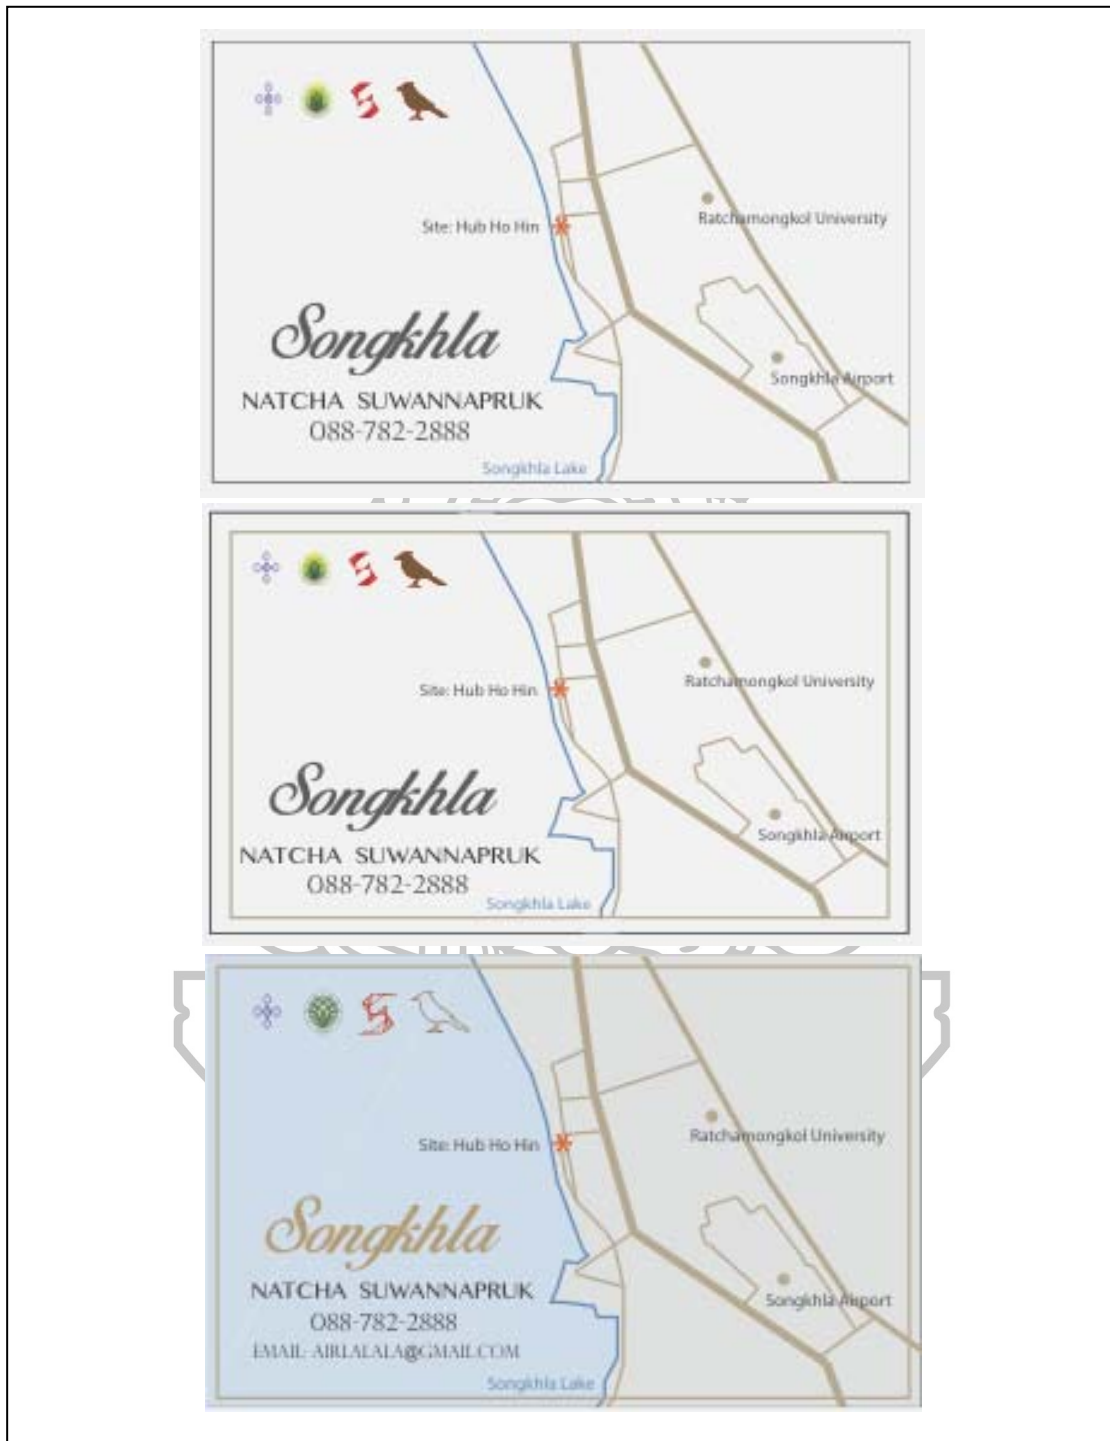 Ratchamongkol University
Site: Hub Ho Hin
Songkhla
Songkhla Airport
NATCHA SUWANNAPRUK
088-782-2888
Songkhla Lake
Ratchamongkol University
Site: Hub Ho Hin
Songkhla
Songkhla Airport
NATCHA SUWANNAPRUK
088-782-2888
Songkhla Lake
Ratchamongkol University
Site: Hub Ho Hin
Songkhla
NATCHA SUWANNAPRUK
Songkhla Airport
088-782-2888
EMAIL-AIRLALALA@GMAIL.COM
Songkhla Lake